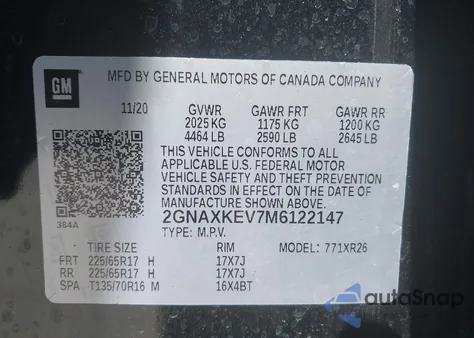 GM
MFD BY GENERAL MOTORS OF CANADA COMPANY
11/20 GVWR GAWR FRT GAWR RR
2025 KG 1175 KG 1200 KG
4464 LB 2590 LB 2645 LB
THIS VEHICLE CONFORMS TO ALL
APPLICABLE U.S. FEDERAL MOTOR
VEHICLE SAFETY AND THEFT PREVENTION
STANDARDS IN EFFECT ON THE DATE OF
MANUFACTURE SHOWN ABOVE.
384A
2GNAXKEV7M6122147
TYPE: M.P.V.
TIRE SIZE RIM MODEL: 771XR26
FRT 225/65R17 H 17X7J
RR 225/65R17 H 17X7J
SPA T135/70R16 M 16X4BT
autoSnap